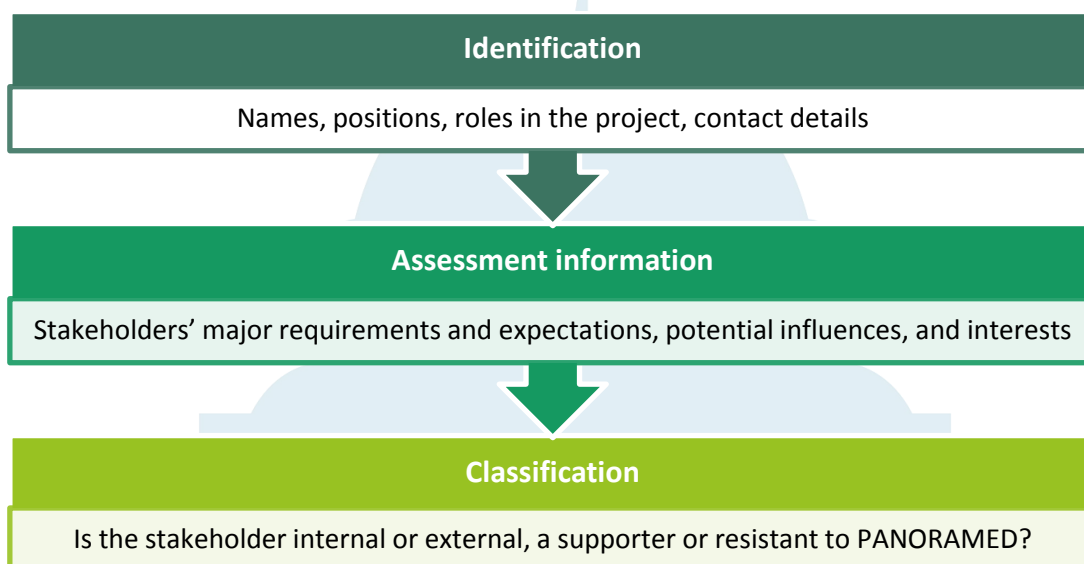 Identification
Names, positions, roles in the project, contact details
Assessment information
Stakeholders’ major requirements and expectations, potential influences, and interests
Classification
Is the stakeholder internal or external, a supporter or resistant to PANORAMED?